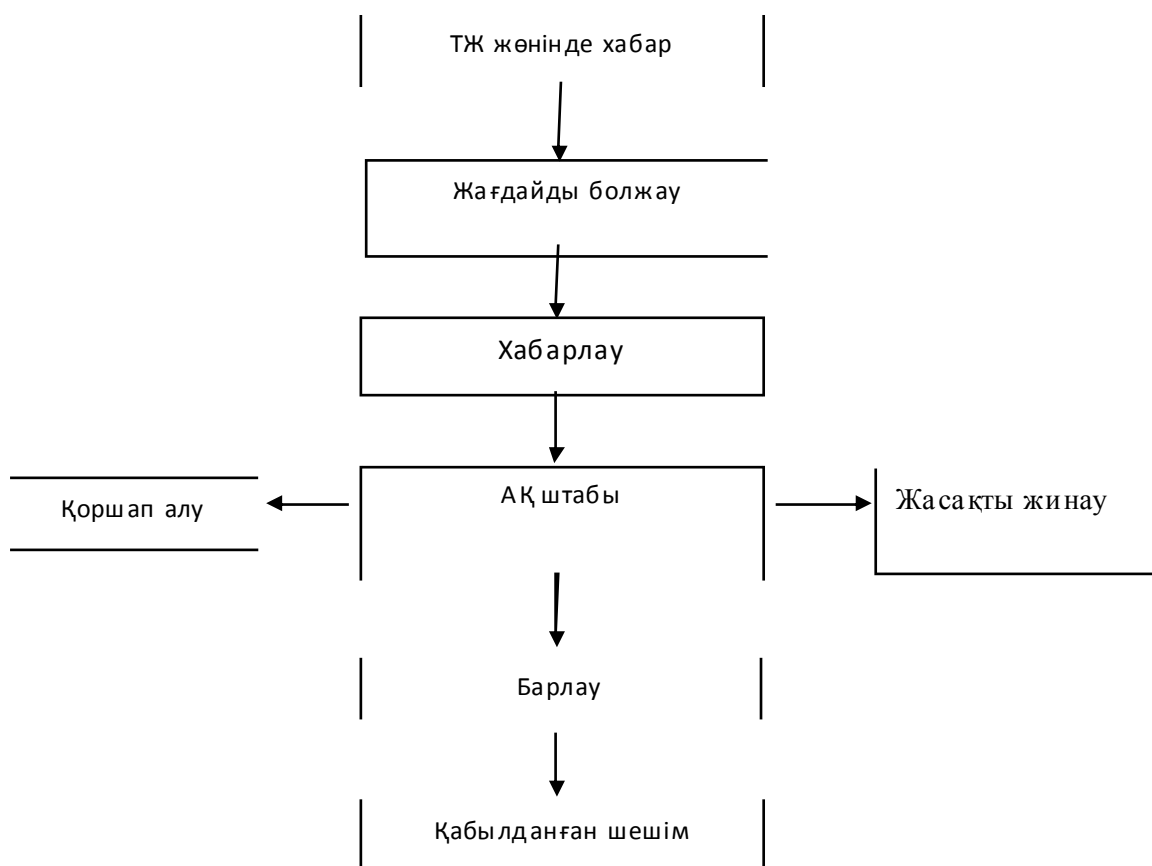 ТЖ жөнінде хабар
Жағдайды болжау
Хабарлау
Қоршап алу
АҚ штабы
Жасақты жинау
Барлау
Қабылданған шешім